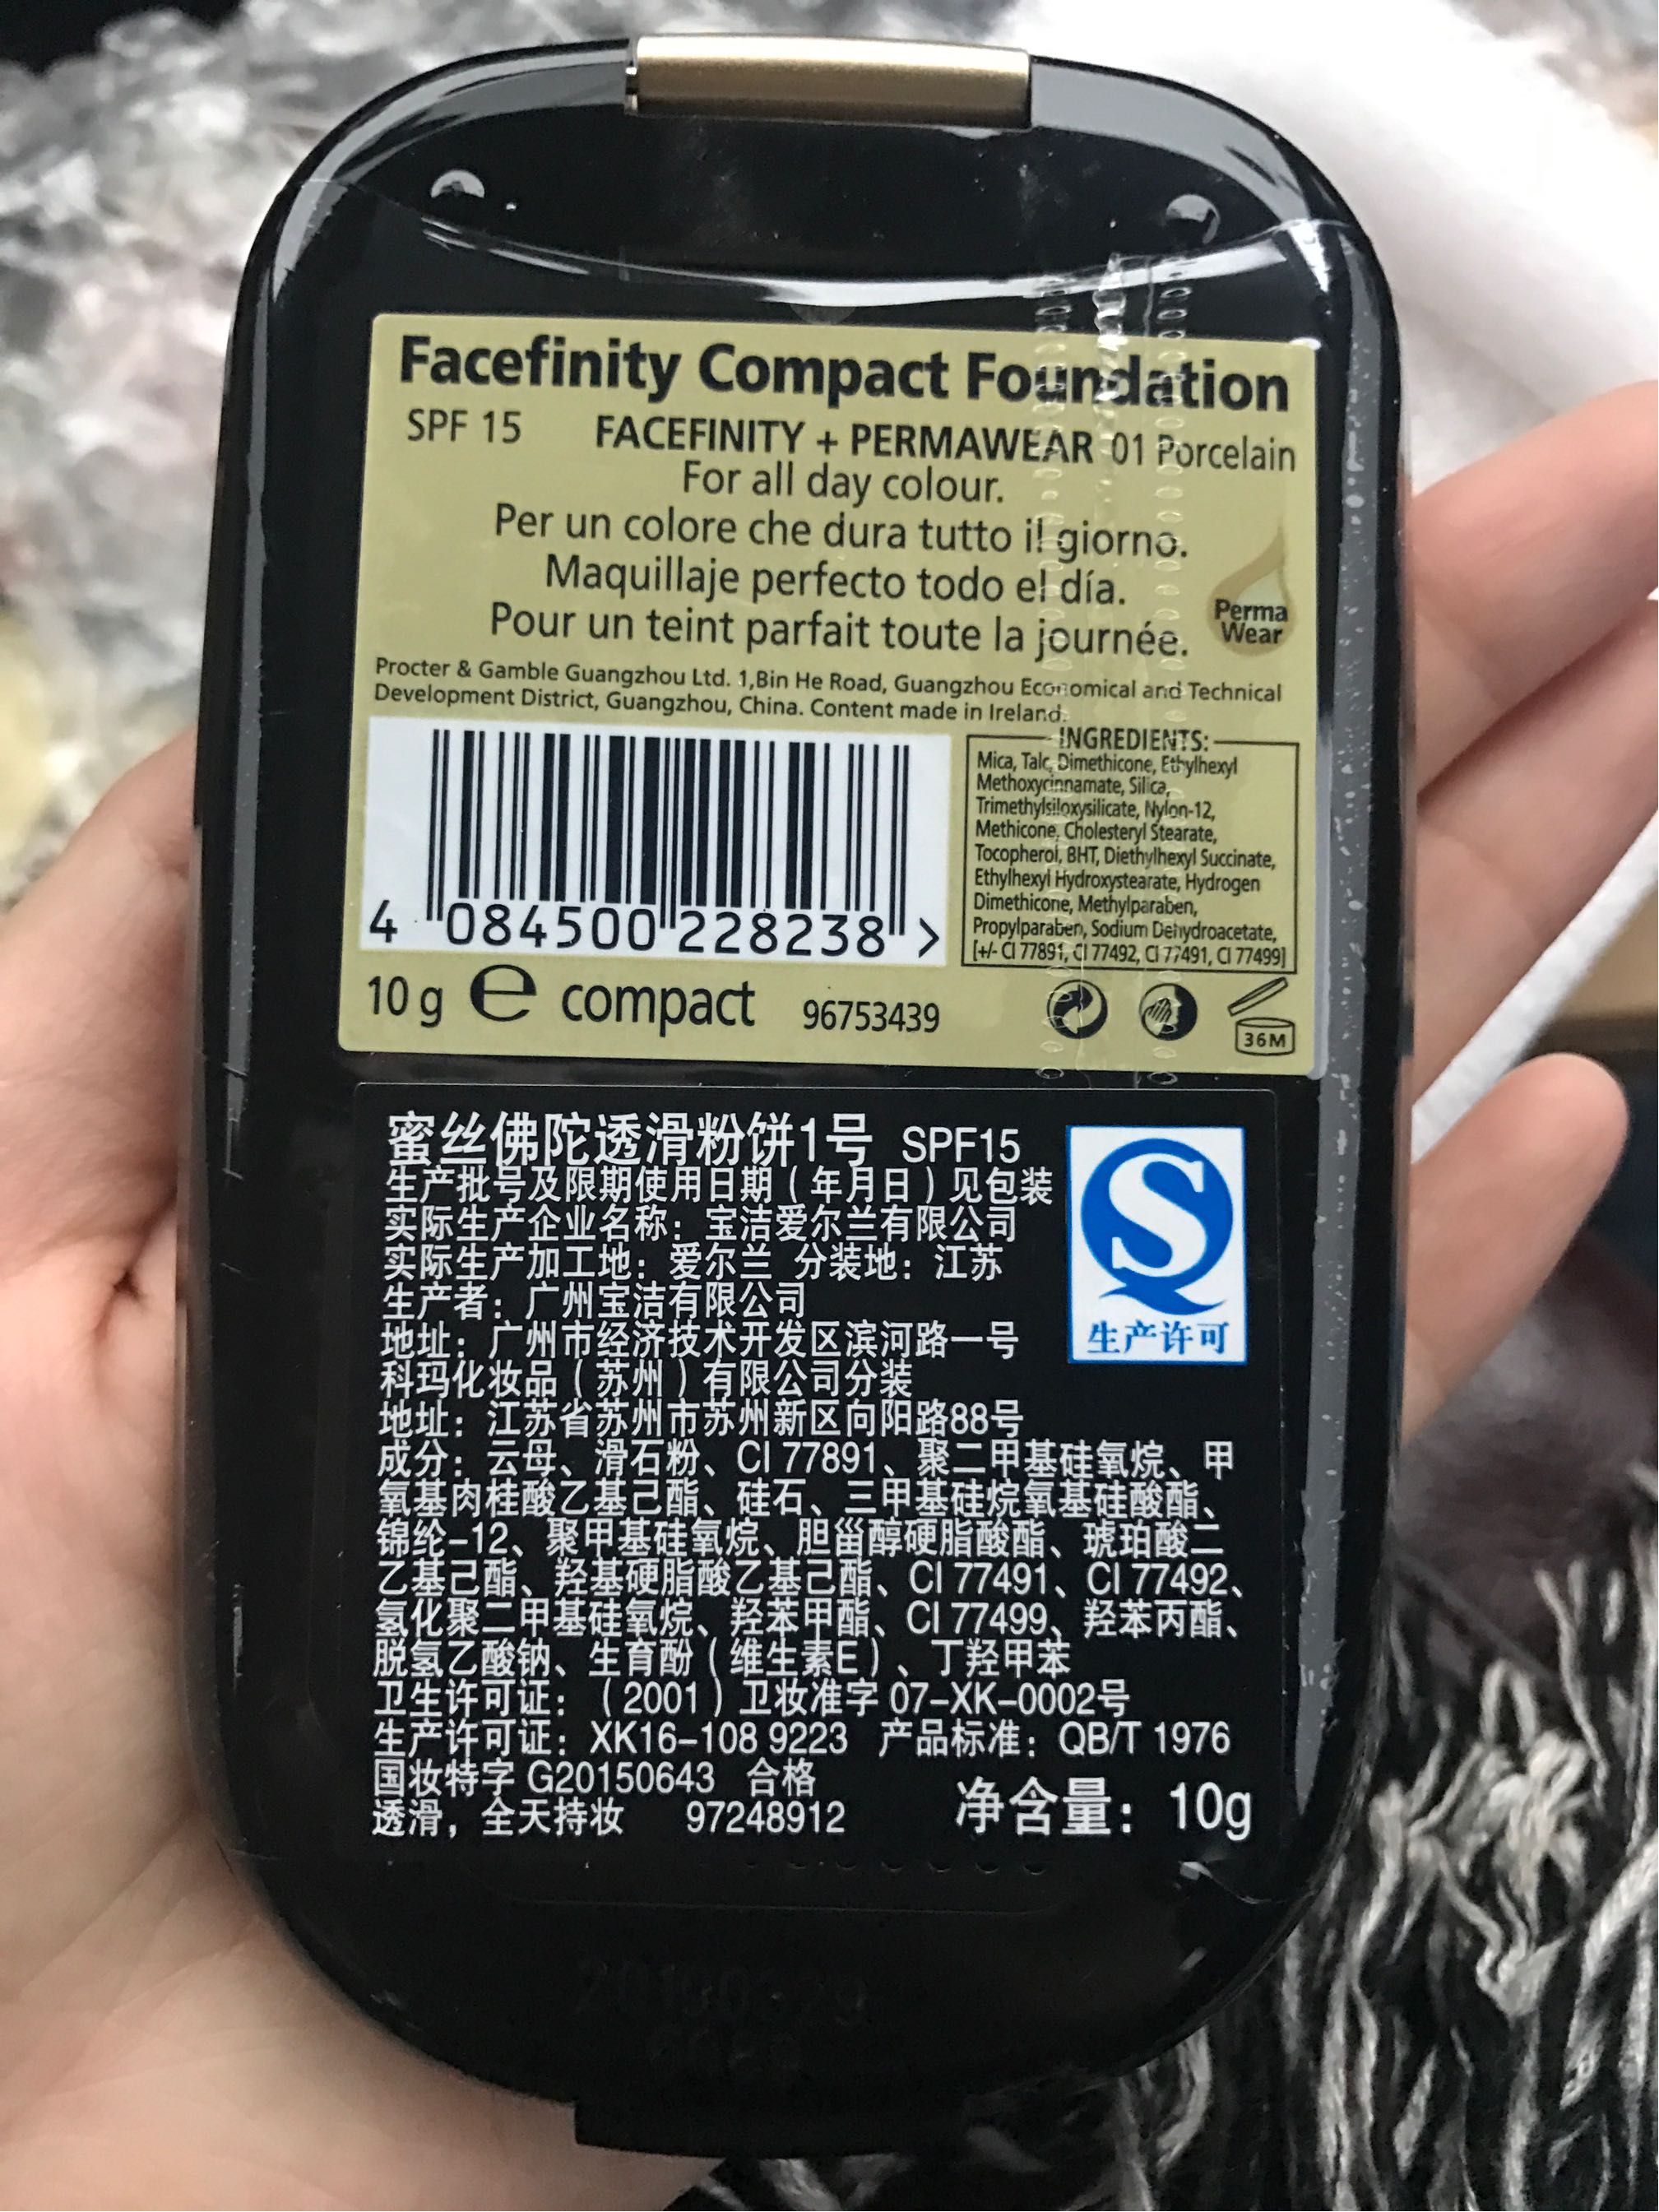 Facefinity Compact Foundation
SPF 15 FACEFINITY + PERMAWEAR 01 Porcelain
For all day colour.
Per un colore che dura tutto il giorno.
Maquillaje perfecto todo el día.
Pour un teint parfait toute la journée.
Perma
Wear
Procter & Gamble Guangzhou Ltd. 1,Bin He Road, Guangzhou Economical and Technical
Development District, Guangzhou, China. Content made in Ireland.
4 084500 228238 >
INGREDIENTS:
Mica, Talc, Dimethicone, Ethylhexyl
Methoxycinnamate, Silica,
Trimethylsiloxysilicate, Nylon-12,
Methicone, Cholesteryl Stearate,
Tocopherol, BHT, Diethylhexyl Succinate,
Ethylhexyl Hydroxystearate, Hydrogen
Dimethicone, Methylparaben,
Propylparaben, Sodium Dehydroacetate,
[+/- CI 77891, CI 77492, CI 77491, CI 77499]
10 g e compact 96753439
36M
蜜丝佛陀透滑粉饼1号 SPF15
生产批号及限期使用日期（年月日）见包装
实际生产企业名称：宝洁爱尔兰有限公司
实际生产加工地：爱尔兰 分装地：江苏
生产者：广州宝洁有限公司
地址：广州市经济技术开发区滨河路一号
科玛化妆品（苏州）有限公司分装
地址：江苏省苏州市苏州新区向阳路88号
生产许可
成分：云母、滑石粉、CI 77891、聚二甲基硅氧烷、甲
氧基肉桂酸乙基己酯、硅石、三甲基硅烷氧基硅酸酯、
锦纶-12、聚甲基硅氧烷、胆甾醇硬脂酸酯、琥珀酸二
乙基己酯、羟基硬脂酸乙基己酯、CI 77491、CI 77492、
氢化聚二甲基硅氧烷、羟苯甲酯、CI 77499、羟苯丙酯、
脱氢乙酸钠、生育酚（维生素E）、丁羟甲苯
卫生许可证：（2001）卫妆准字 07-XK-0002号
生产许可证：XK16-108 9223 产品标准：QB/T 1976
国妆特字 G20150643 合格
透滑，全天持妆 97248912 净含量：10g